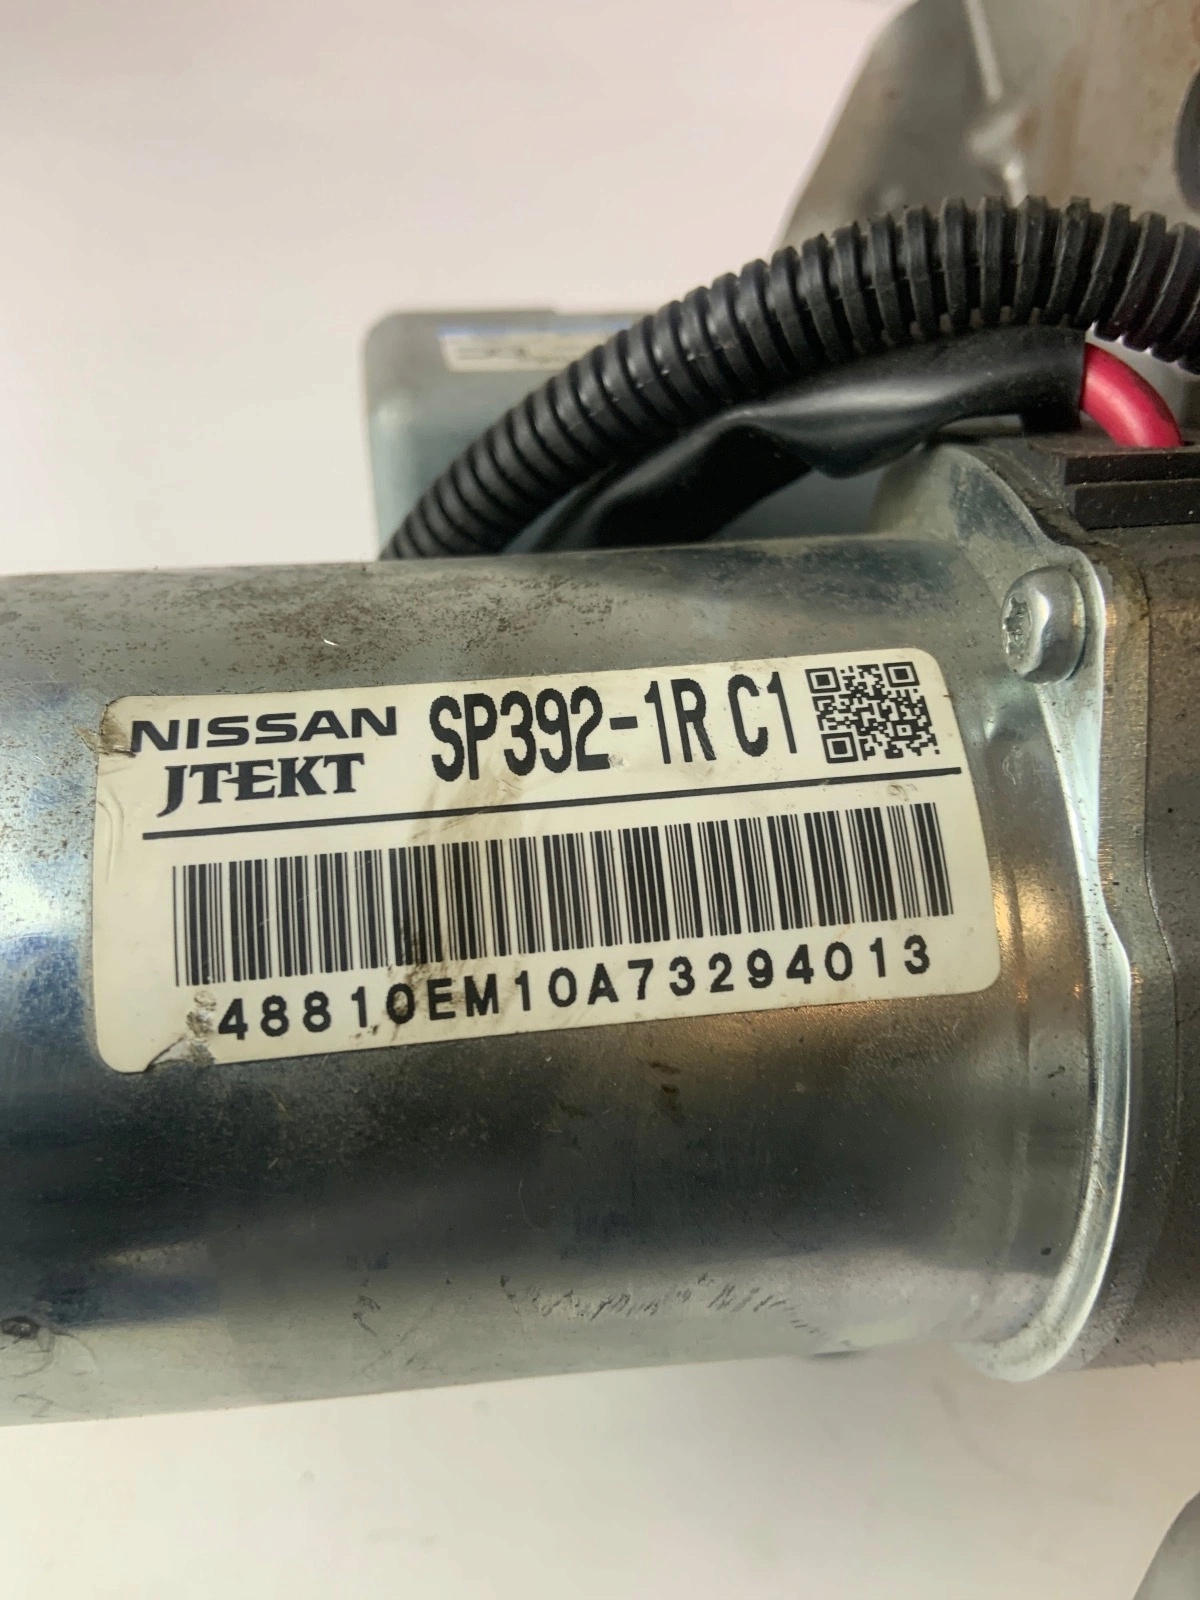 NISSAN SP392-1R C1
JTEKT
48810EM10A73294013